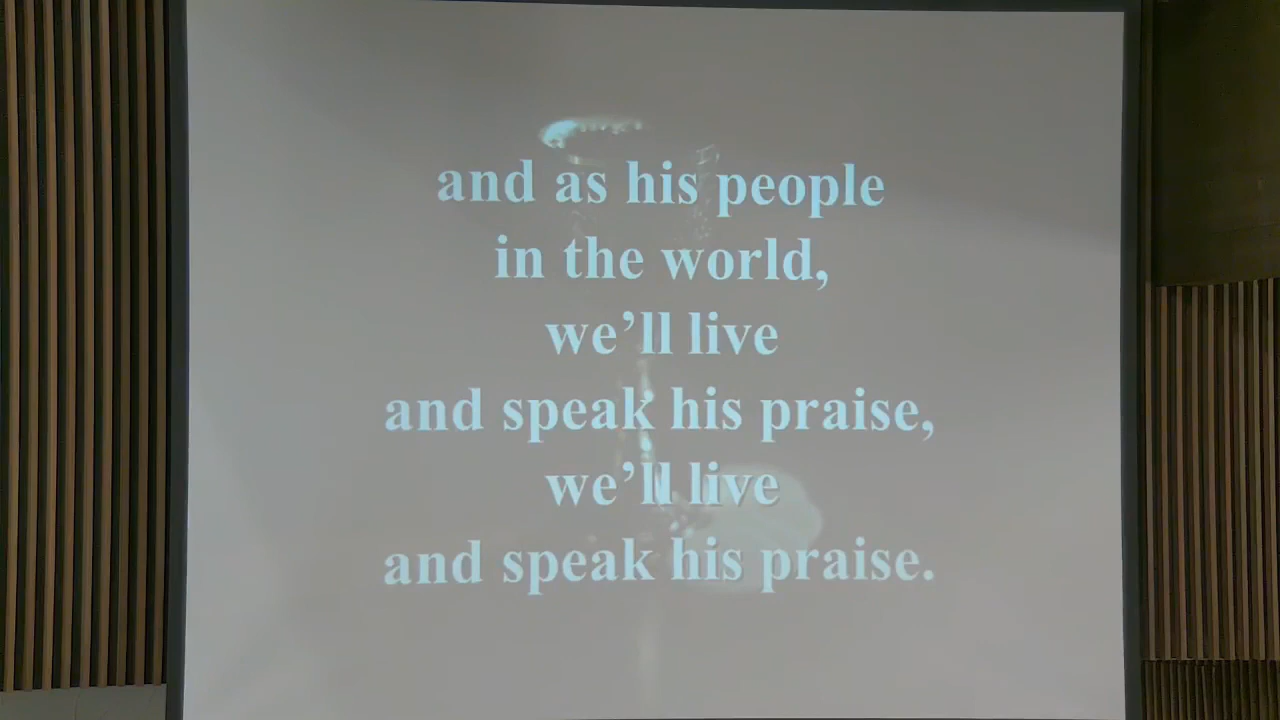 and as his people
in the world,
we’ll live
and speak his praise,
we’ll live
and speak his praise.